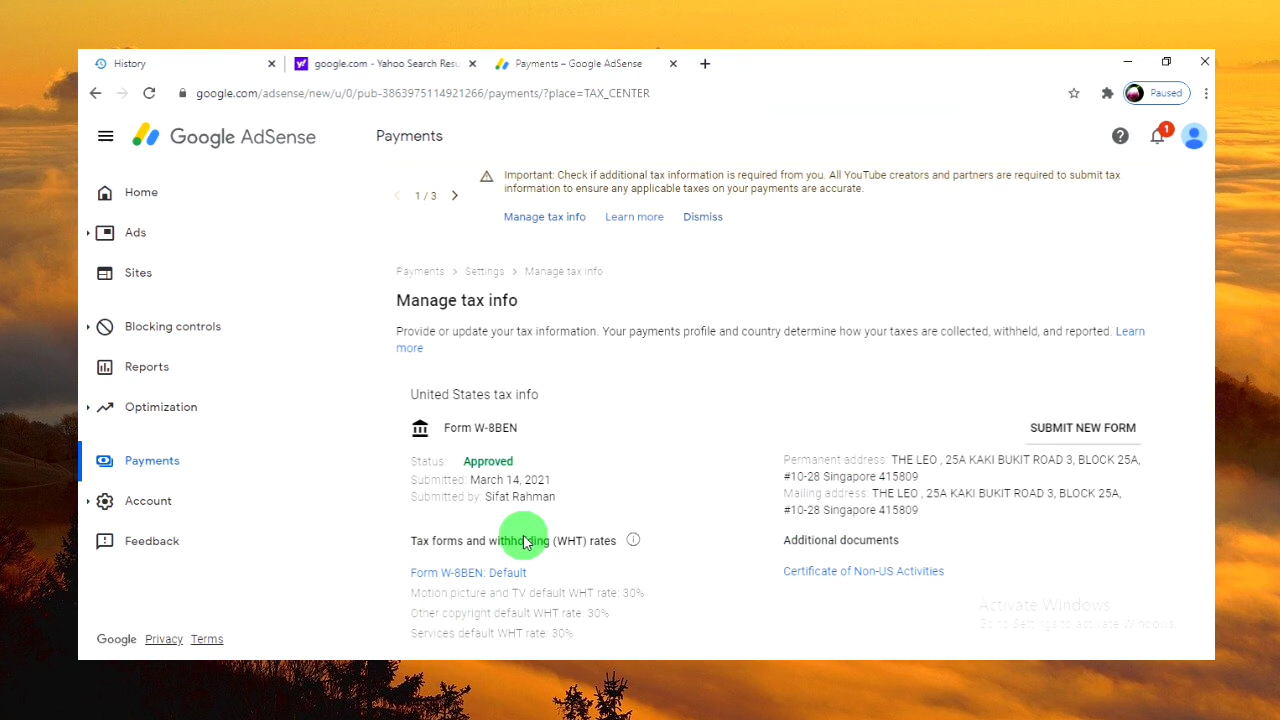 History
google.com - Yahoo Search Resu
Payments – Google AdSense
google.com/adsense/new/u/0/pub-3863975114921266/payments/?place=TAX_CENTER
Paused
Google AdSense
Payments
1
Home
Ads
Sites
Blocking controls
Reports
Optimization
Payments
Account
Feedback
Google Privacy Terms
1 / 3
Important: Check if additional tax information is required from you. All YouTube creators and partners are required to submit tax
information to ensure any applicable taxes on your payments are accurate.
Manage tax info Learn more Dismiss
Payments > Settings > Manage tax info
Manage tax info
Provide or update your tax information. Your payments profile and country determine how your taxes are collected, withheld, and reported. Learn
more
United States tax info
Form W-8BEN
SUBMIT NEW FORM
Status: Approved
Submitted: March 14, 2021
Submitted by: Sifat Rahman
Permanent address: THE LEO , 25A KAKI BUKIT ROAD 3, BLOCK 25A,
#10-28 Singapore 415809
Mailing address: THE LEO , 25A KAKI BUKIT ROAD 3, BLOCK 25A,
#10-28 Singapore 415809
Tax forms and withholding (WHT) rates
Form W-8BEN: Default
Motion picture and TV default WHT rate: 30%
Other copyright default WHT rate: 30%
Services default WHT rate: 30%
Additional documents
Certificate of Non-US Activities
Activate Windows
Go to Settings to activate Windows.